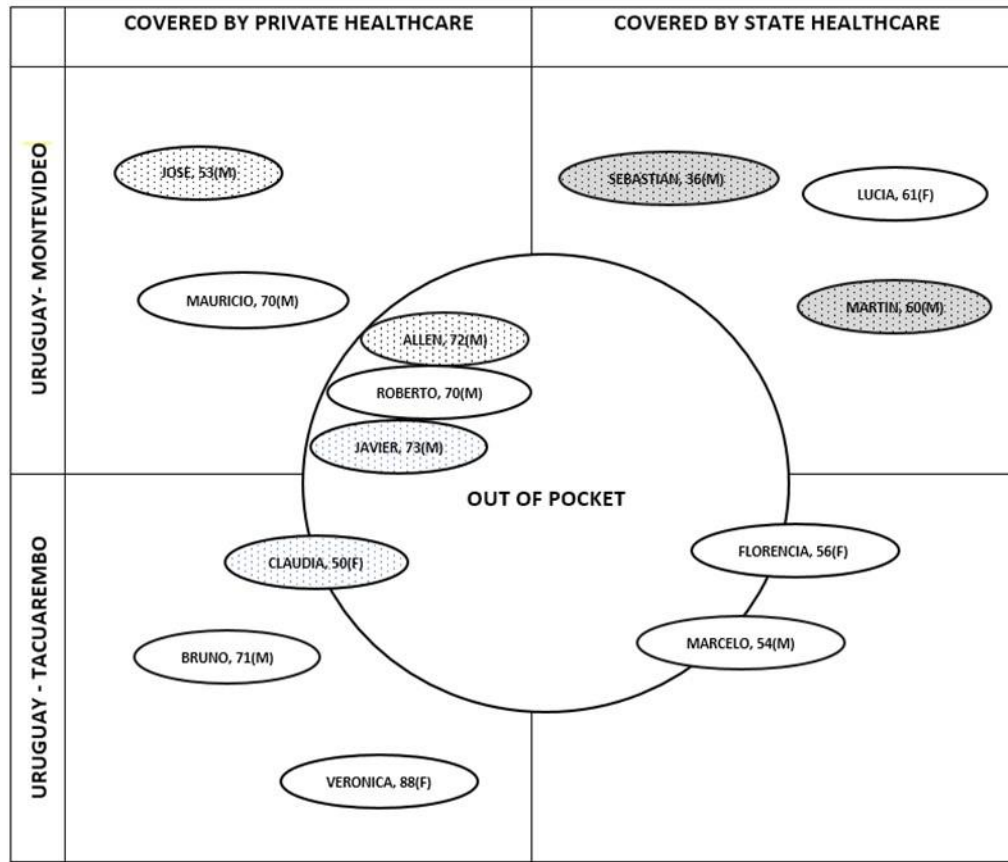 COVERED BY PRIVATE HEALTHCARE
COVERED BY STATE HEALTHCARE
URUGUAY- MONTEVIDEO
JOSE, 53(M)
SEBASTIAN, 36(M)
LUCIA, 61(F)
MAURICIO, 70(M)
MARTIN, 60(M)
ALLEN, 72(M)
ROBERTO, 70(M)
JAVIER, 73(M)
OUT OF POCKET
URUGUAY - TACUAREMBO
CLAUDIA, 50(F)
FLORENCIA, 56(F)
MARCELO, 54(M)
BRUNO, 71(M)
VERONICA, 88(F)